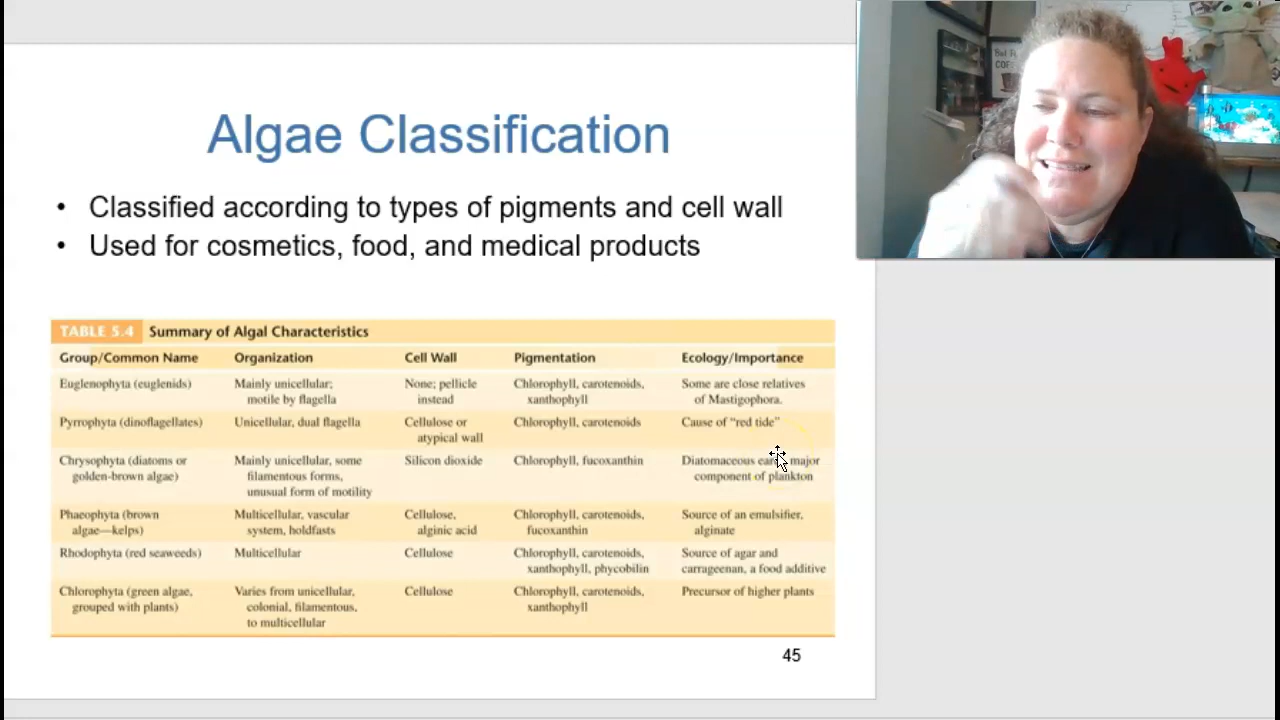 Algae Classification
• Classified according to types of pigments and cell wall
• Used for cosmetics, food, and medical products
TABLE 5.4 Summary of Algal Characteristics
Group/Common Name Organization Cell Wall Pigmentation Ecology/Importance
Euglenophyta (euglenids) Mainly unicellular; None; pellicle Chlorophyll, carotenoids, Some are close relatives
motile by flagella instead xanthophyll of Mastigophora.
Pyrrophyta (dinoflagellates) Unicellular, dual flagella Cellulose or Chlorophyll, carotenoids Cause of “red tide”
atypical wall
Chrysophyta (diatoms or Mainly unicellular, some Silicon dioxide Chlorophyll, fucoxanthin Diatomaceous earth, major
golden-brown algae) filamentous forms, component of plankton
unusual form of motility
Phaeophyta (brown Multicellular, vascular Cellulose, Chlorophyll, carotenoids, Source of an emulsifier,
algae—kelps) system, holdfasts alginic acid fucoxanthin alginate
Rhodophyta (red seaweeds) Multicellular Cellulose Chlorophyll, carotenoids, Source of agar and
xanthophyll, phycobilin carrageenan, a food additive
Chlorophyta (green algae, Varies from unicellular, Cellulose Chlorophyll, carotenoids, Precursor of higher plants
grouped with plants) colonial, filamentous, xanthophyll
to multicellular
45